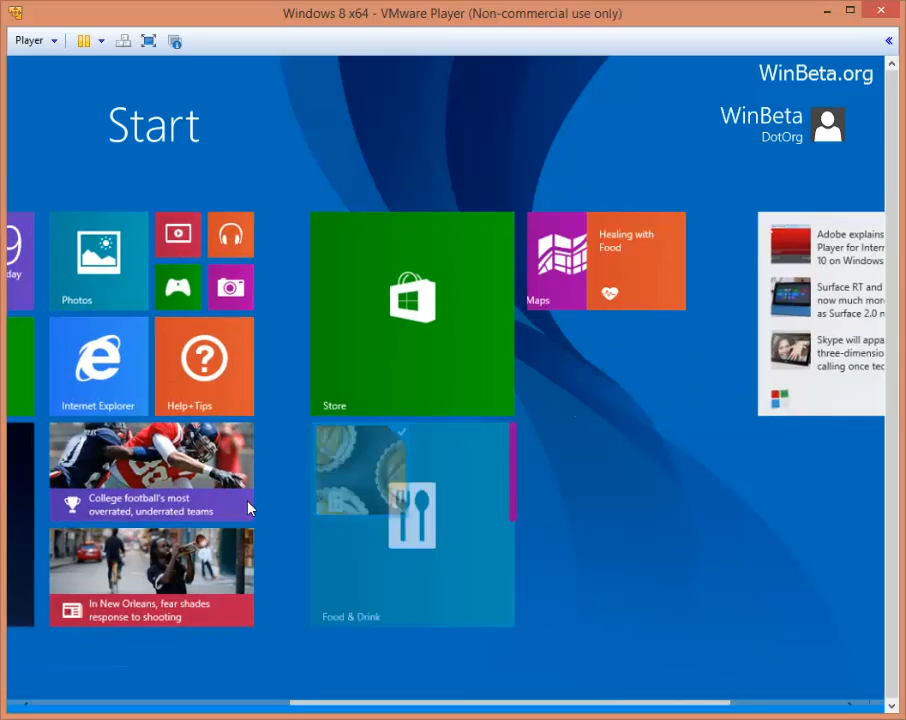 Windows 8 x64 - VMware Player (Non-commercial use only)
Player
WinBeta.org
Start
WinBeta
DotOrg
9
day
Photos
Internet Explorer
Help+Tips
College football's most
overrated, underrated teams
In New Orleans, fear shades
response to shooting
Store
Food & Drink
Maps
Healing with
Food
Adobe explains
Player for Inter
10 on Windows
Surface RT and
now much more
as Surface 2.0 r
Skype will appa
three-dimensio
calling once tec